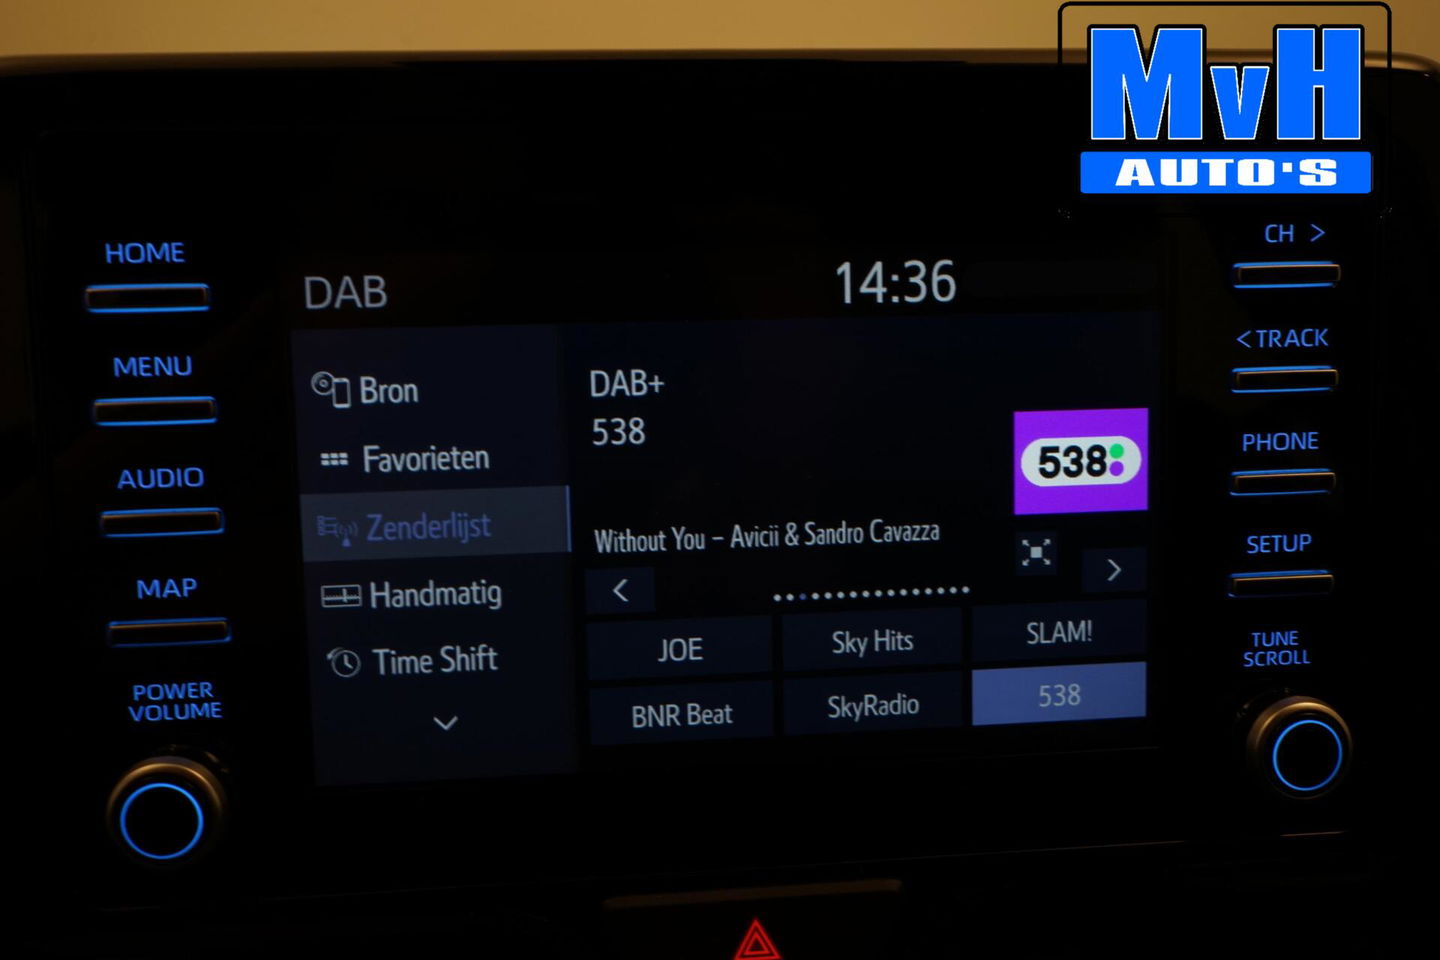 MvH
AUTO'S
HOME
MENU
AUDIO
MAP
POWER
VOLUME
DAB
14:36
Bron
Favorieten
Zenderlijst
Handmatig
Time Shift
DAB+
538
538
Without You – Avicii & Sandro Cavazza
<
>
JOE
Sky Hits
SLAM!
BNR Beat
SkyRadio
538
CH >
< TRACK
PHONE
SETUP
TUNE
SCROLL